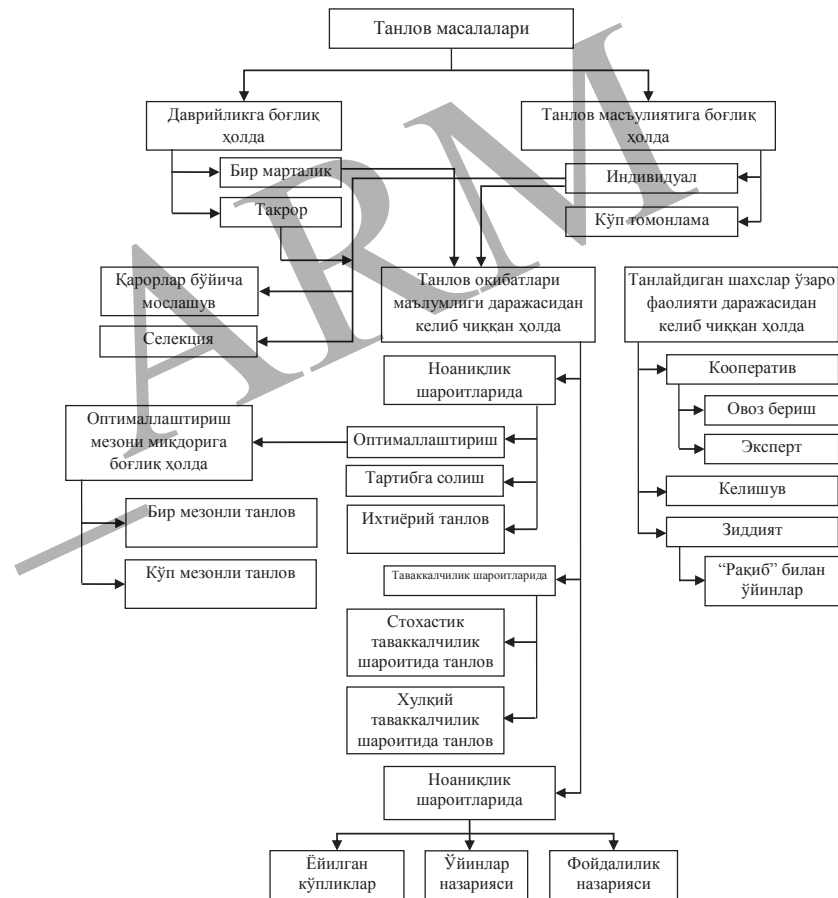 Танлов масалалари
Даврийликга боғлиқ
ҳолда
Танлов масъулиятига боғлиқ
ҳолда
Бир марталик
Индивидуал
Такрор
Кўп томонлама
Қарорлар бўйича
мослашув
Танлов оқибатлари
маълумлиги даражасидан
келиб чиққан ҳолда
Танлайдиган шахслар ўзаро
фаолияти даражасидан
келиб чиққан ҳолда
Селекция
Ноаниқлик
шароитларида
Кооператив
Овоз бериш
Эксперт
Оптималлаштириш
мезони миқдорига
боғлиқ ҳолда
Оптималлаштириш
Тартибга солиш
Ихтиёрий танлов
Келишув
Зиддият
“Рақиб” билан
ўйинлар
Бир мезонли танлов
Кўп мезонли танлов
Таваккалчилик шароитларида
Стохастик
таваккалчилик
шароитида танлов
Хулқий
таваккалчилик
шароитида танлов
Ноаниқлик
шароитларида
Ёйилган
кўпликлар
Ўйинлар
назарияси
Фойдалилик
назарияси
ARM